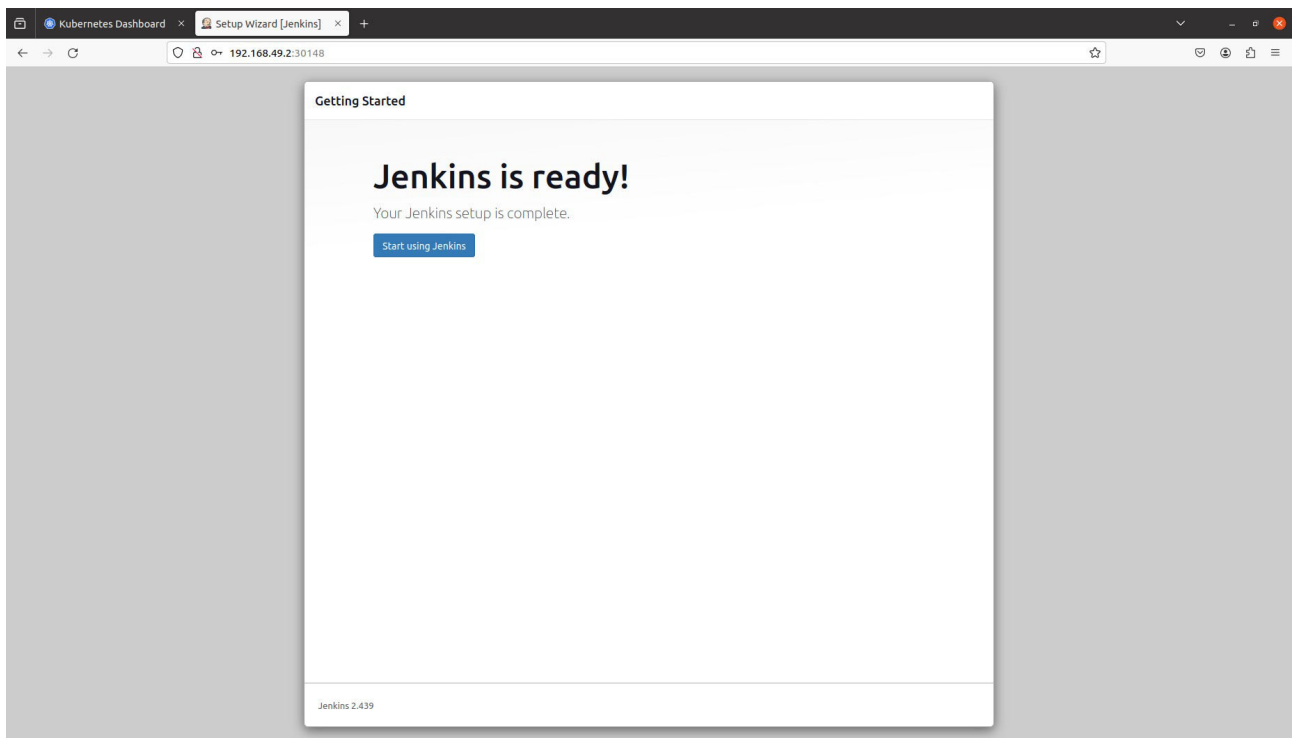 Kubernetes Dashboard
Setup Wizard [Jenkins]
192.168.49.2:30148
Getting Started
Jenkins is ready!
Your Jenkins setup is complete.
Start using Jenkins
Jenkins 2.439